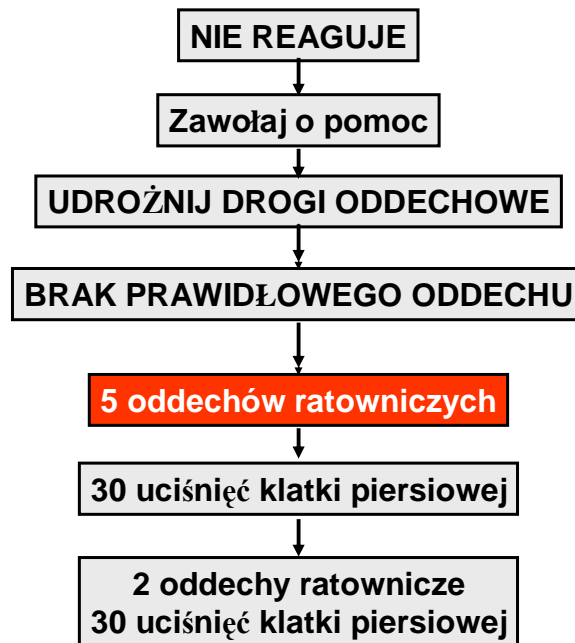 NIE REAGUJE
Zawołaj o pomoc
UDROŻNIJ DROGI ODDECHOWE
BRAK PRAWIDŁOWEGO ODDECHU
5 oddechów ratowniczych
30 uciśnięć klatki piersiowej
2 oddechy ratownicze
30 uciśnięć klatki piersiowej